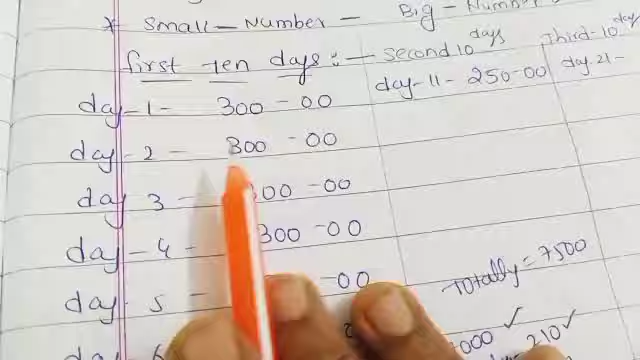 * Small - Number - Big - Number
first ten days :- second 10 days Third - 10 days
day - 11 - 250-00 day. 21 -
day - 1 - 300 - 00
day - 2 - 300 - 00
day 3 - 300 - 00
day - 4 - 300 - 00
day - 5 - - 00
Totally = 7500
210 ✓